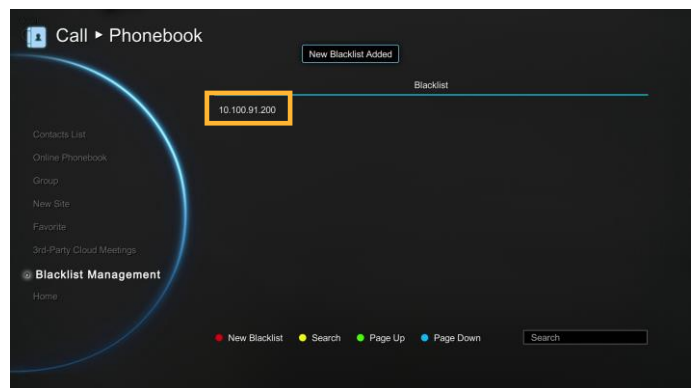 Call ▸ Phonebook
New Blacklist Added
Blacklist
10.100.91.200
Contacts List
Online Phonebook
Group
New Site
Favorite
3rd-Party Cloud Meetings
Blacklist Management
Home
New Blacklist Search Page Up Page Down Search